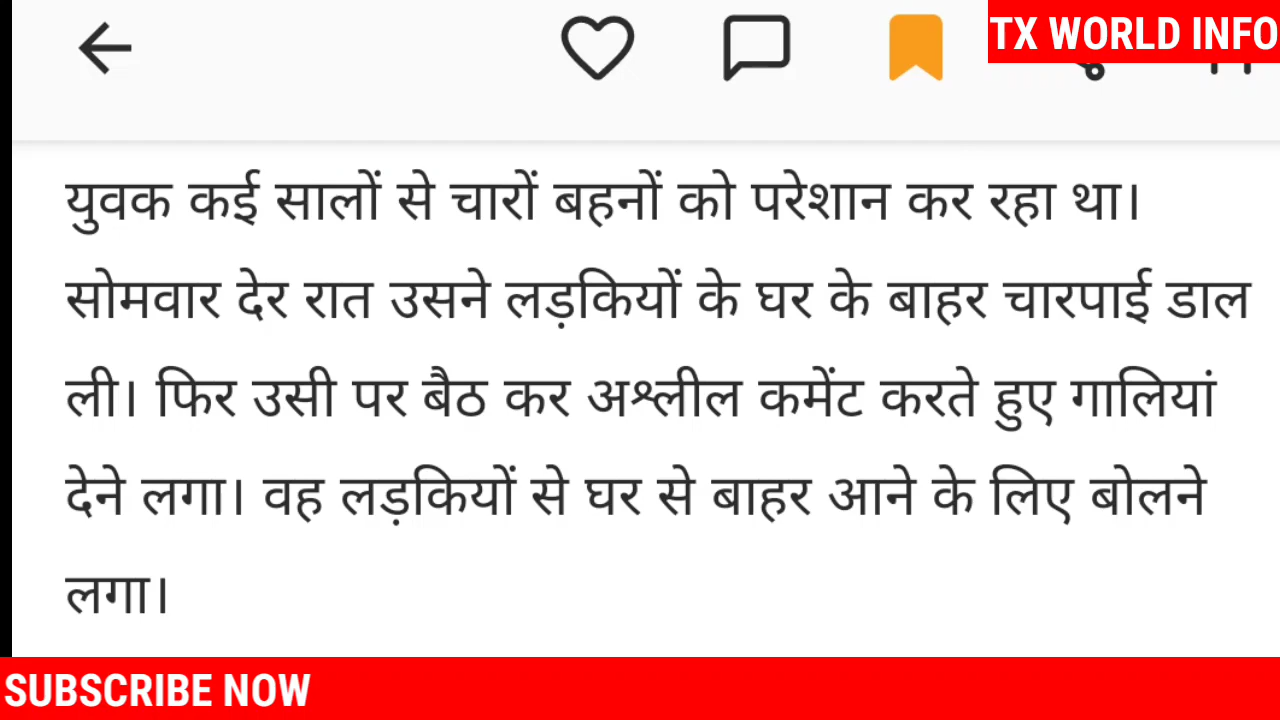 TX WORLD INFO
युवक कई सालों से चारों बहनों को परेशान कर रहा था।
सोमवार देर रात उसने लड़कियों के घर के बाहर चारपाई डाल
ली। फिर उसी पर बैठ कर अश्लील कमेंट करते हुए गालियां
देने लगा। वह लड़कियों से घर से बाहर आने के लिए बोलने
लगा।
SUBSCRIBE NOW